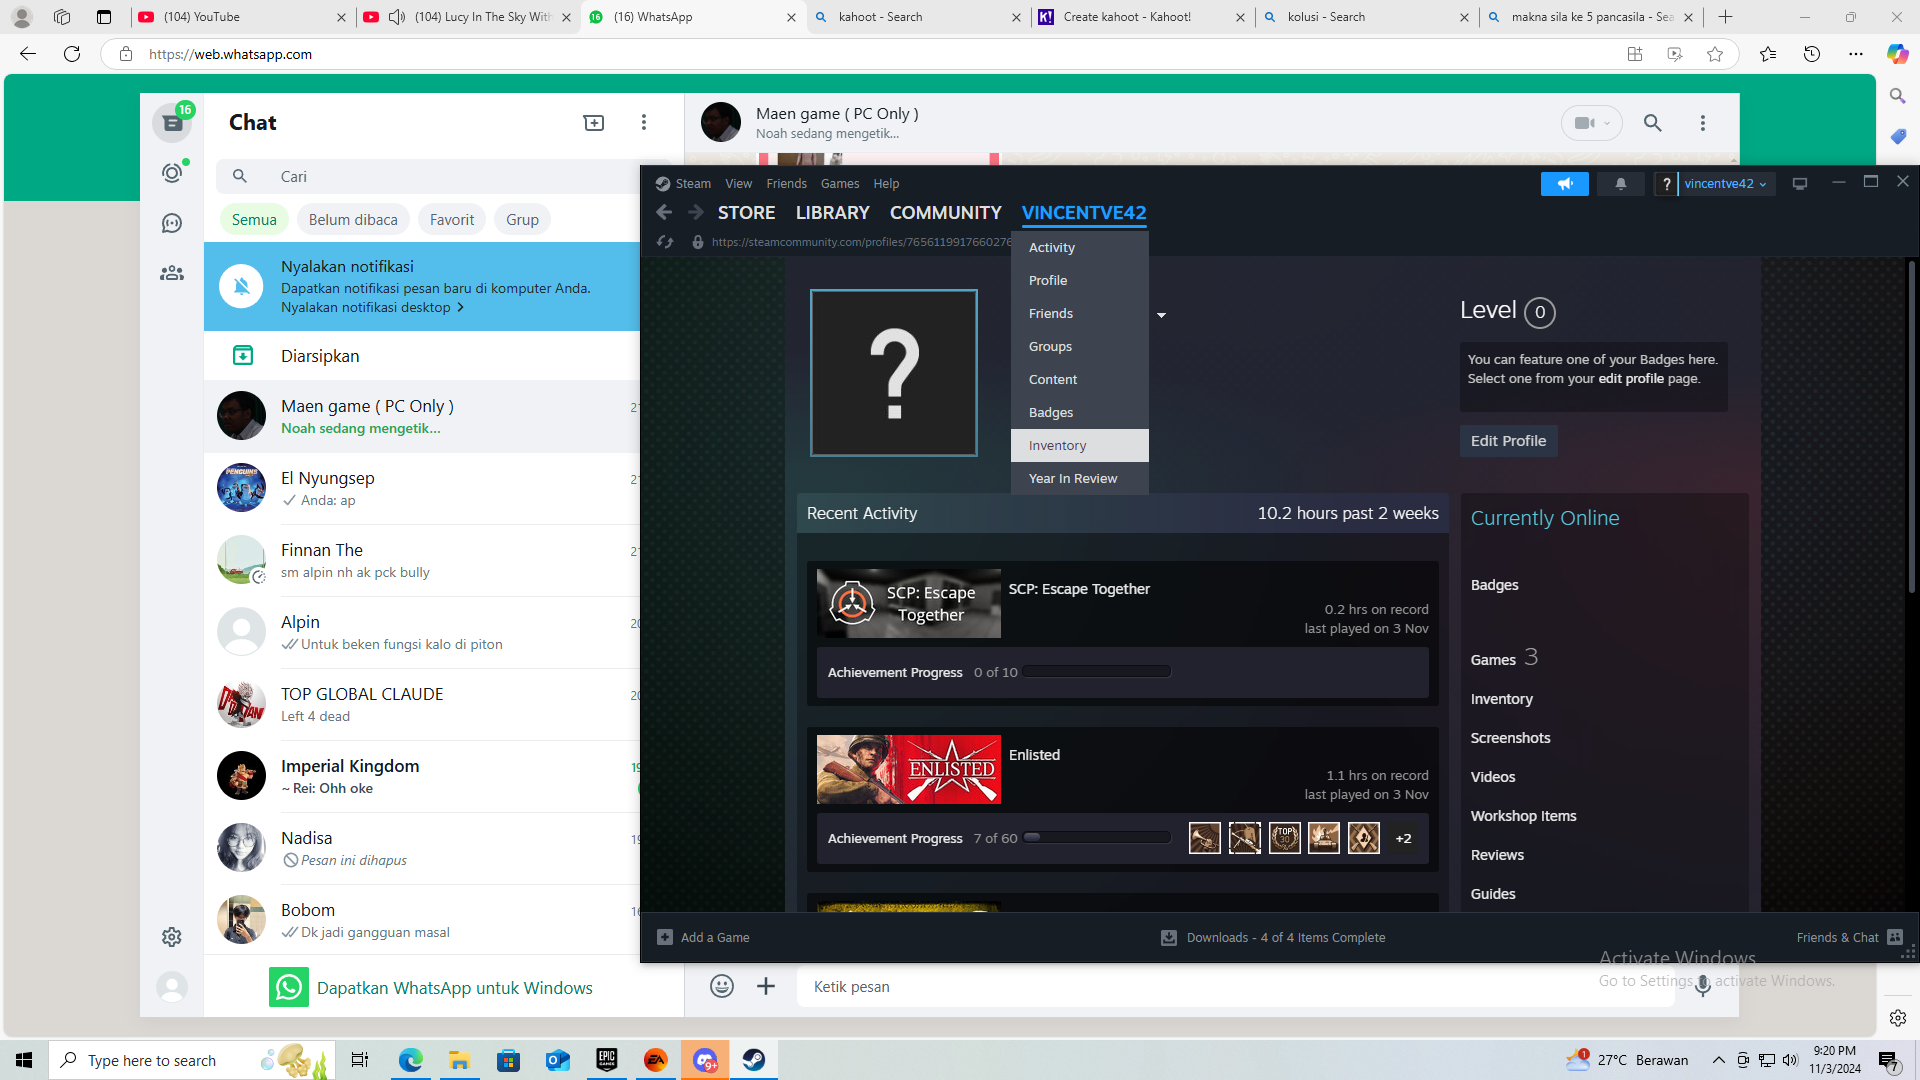 (104) YouTube
(104) Lucy In The Sky With
(16) WhatsApp
kahoot - Search
Create kahoot - Kahoot!
kolusi - Search
makna sila ke 5 pancasila - Sea
https://web.whatsapp.com
16
Chat
Cari
Semua
Belum dibaca
Favorit
Grup
Nyalakan notifikasi
Dapatkan notifikasi pesan baru di komputer Anda.
Nyalakan notifikasi desktop
Diarsipkan
Maen game ( PC Only )
Noah sedang mengetik...
El Nyungsep
Anda: ap
Finnan The
sm alpin nh ak pck bully
Alpin
Untuk beken fungsi kalo di piton
TOP GLOBAL CLAUDE
Left 4 dead
Imperial Kingdom
~ Rei: Ohh oke
Nadisa
Pesan ini dihapus
Bobom
Dk jadi gangguan masal
Dapatkan WhatsApp untuk Windows
Maen game ( PC Only )
Noah sedang mengetik...
Steam
View
Friends
Games
Help
vincentve42
STORE
LIBRARY
COMMUNITY
VINCENTVE42
https://steamcommunity.com/profiles/7656119917660276
Activity
Profile
Friends
Groups
Content
Badges
Inventory
Year In Review
?
Level 0
You can feature one of your Badges here.
Select one from your edit profile page.
Edit Profile
Recent Activity
10.2 hours past 2 weeks
SCP: Escape
Together
SCP: Escape Together
0.2 hrs on record
last played on 3 Nov
Achievement Progress 0 of 10
ENLISTED
Enlisted
1.1 hrs on record
last played on 3 Nov
Achievement Progress 7 of 60
TOP
30
+2
Currently Online
Badges
Games 3
Inventory
Screenshots
Videos
Workshop Items
Reviews
Guides
Add a Game
Downloads - 4 of 4 Items Complete
Friends & Chat
Activate Windows
Go to Settings to activate Windows.
Ketik pesan
Type here to search
EPIC
GAMES
EA
9+
1
27°C Berawan
9:20 PM
11/3/2024
7